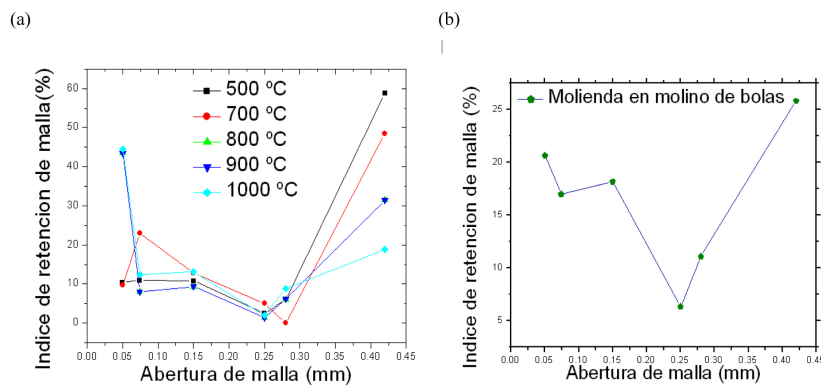 (a)
(b)
Indice de retencion de malla(%)
60
50
40
30
20
10
0
500 ºC
700 ºC
800 ºC
900 ºC
1000 ºC
0.00 0.05 0.10 0.15 0.20 0.25 0.30 0.35 0.40 0.45
Abertura de malla (mm)
Indice de retencion de malla (%)
25
20
15
10
5
Molienda en molino de bolas
0.00 0.05 0.10 0.15 0.20 0.25 0.30 0.35 0.40 0.45
Abertura de malla (mm)